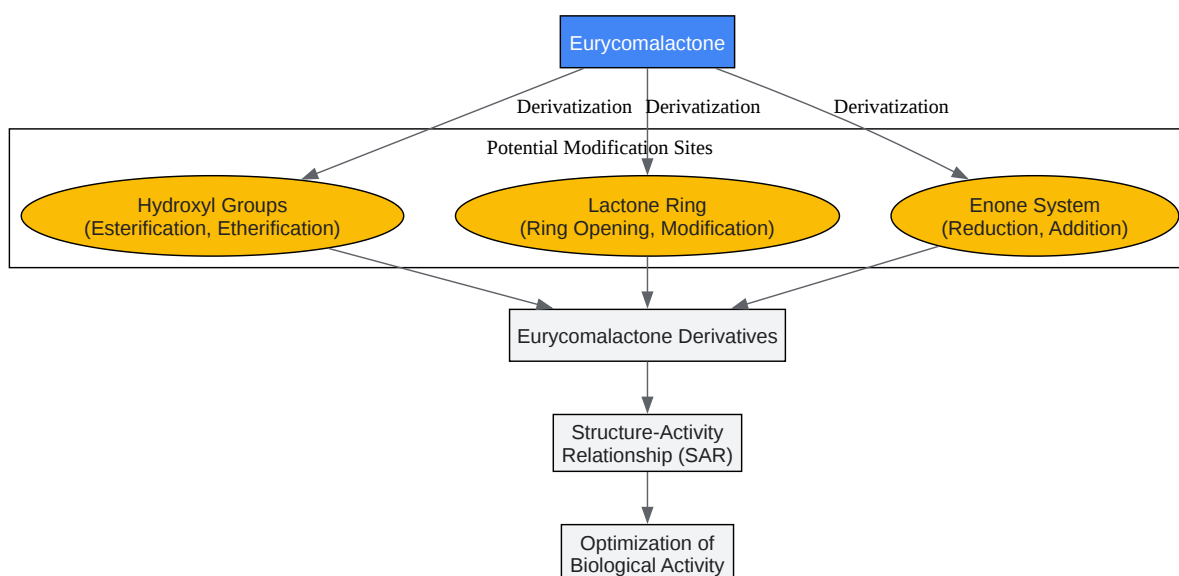 Eurycomalactone
Derivatization
Derivatization
Derivatization
Potential Modification Sites
Hydroxyl Groups
(Esterification, Etherification)
Lactone Ring
(Ring Opening, Modification)
Enone System
(Reduction, Addition)
Eurycomalactone Derivatives
Structure-Activity
Relationship (SAR)
Optimization of
Biological Activity